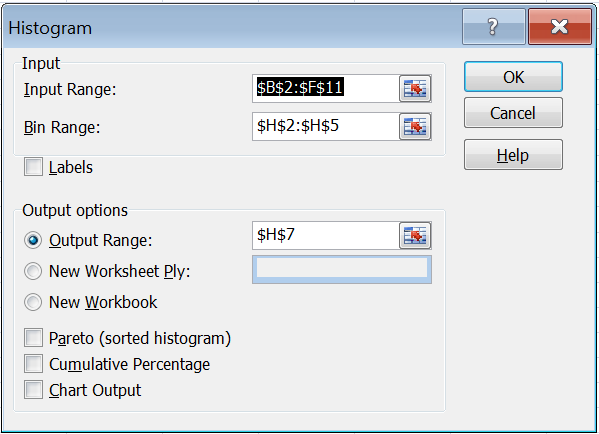 Histogram
?
Input
Input Range:
$B$2:$F$11
Bin Range:
$H$2:$H$5
Labels
OK
Cancel
Help
Output options
Output Range:
$H$7
New Worksheet Ply:
New Workbook
Pareto (sorted histogram)
Cumulative Percentage
Chart Output